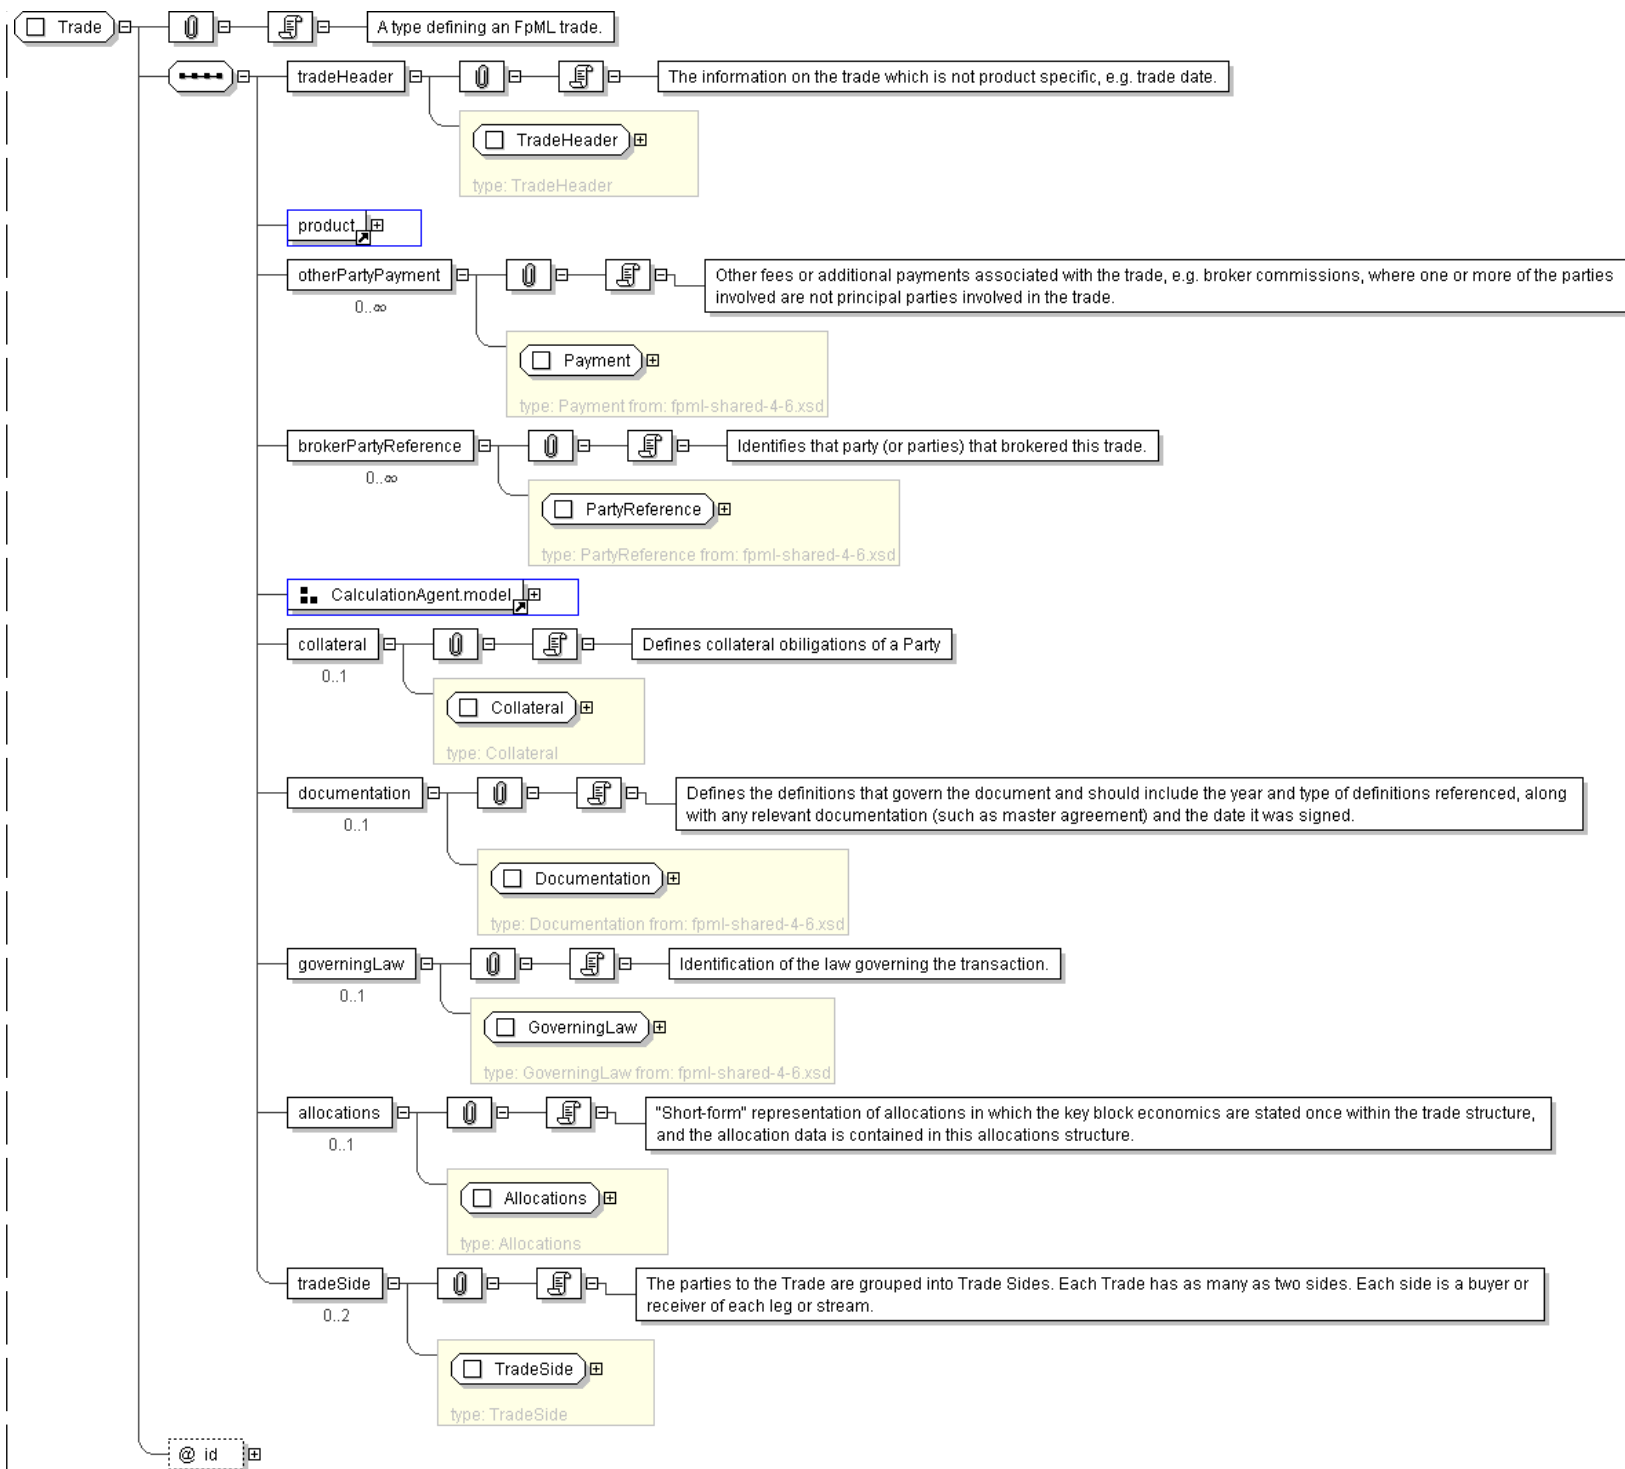 Trade
A type defining an FpML trade.
tradeHeader
The information on the trade which is not product specific, e.g. trade date.
TradeHeader
type: TradeHeader
product
otherPartyPayment
0..∞
Other fees or additional payments associated with the trade, e.g. broker commissions, where one or more of the parties
involved are not principal parties involved in the trade.
Payment
type: Payment from: fpml-shared-4-6.xsd
brokerPartyReference
0..∞
Identifies that party (or parties) that brokered this trade.
PartyReference
type: PartyReference from: fpml-shared-4-6.xsd
CalculationAgent.model
collateral
0..1
Defines collateral obiligations of a Party
Collateral
type: Collateral
documentation
0..1
Defines the definitions that govern the document and should include the year and type of definitions referenced, along
with any relevant documentation (such as master agreement) and the date it was signed.
Documentation
type: Documentation from: fpml-shared-4-6.xsd
governingLaw
0..1
Identification of the law governing the transaction.
GoverningLaw
type: GoverningLaw from: fpml-shared-4-6.xsd
allocations
0..1
"Short-form" representation of allocations in which the key block economics are stated once within the trade structure,
and the allocation data is contained in this allocations structure.
Allocations
type: Allocations
tradeSide
0..2
The parties to the Trade are grouped into Trade Sides. Each Trade has as many as two sides. Each side is a buyer or
receiver of each leg or stream.
TradeSide
type: TradeSide
@ id